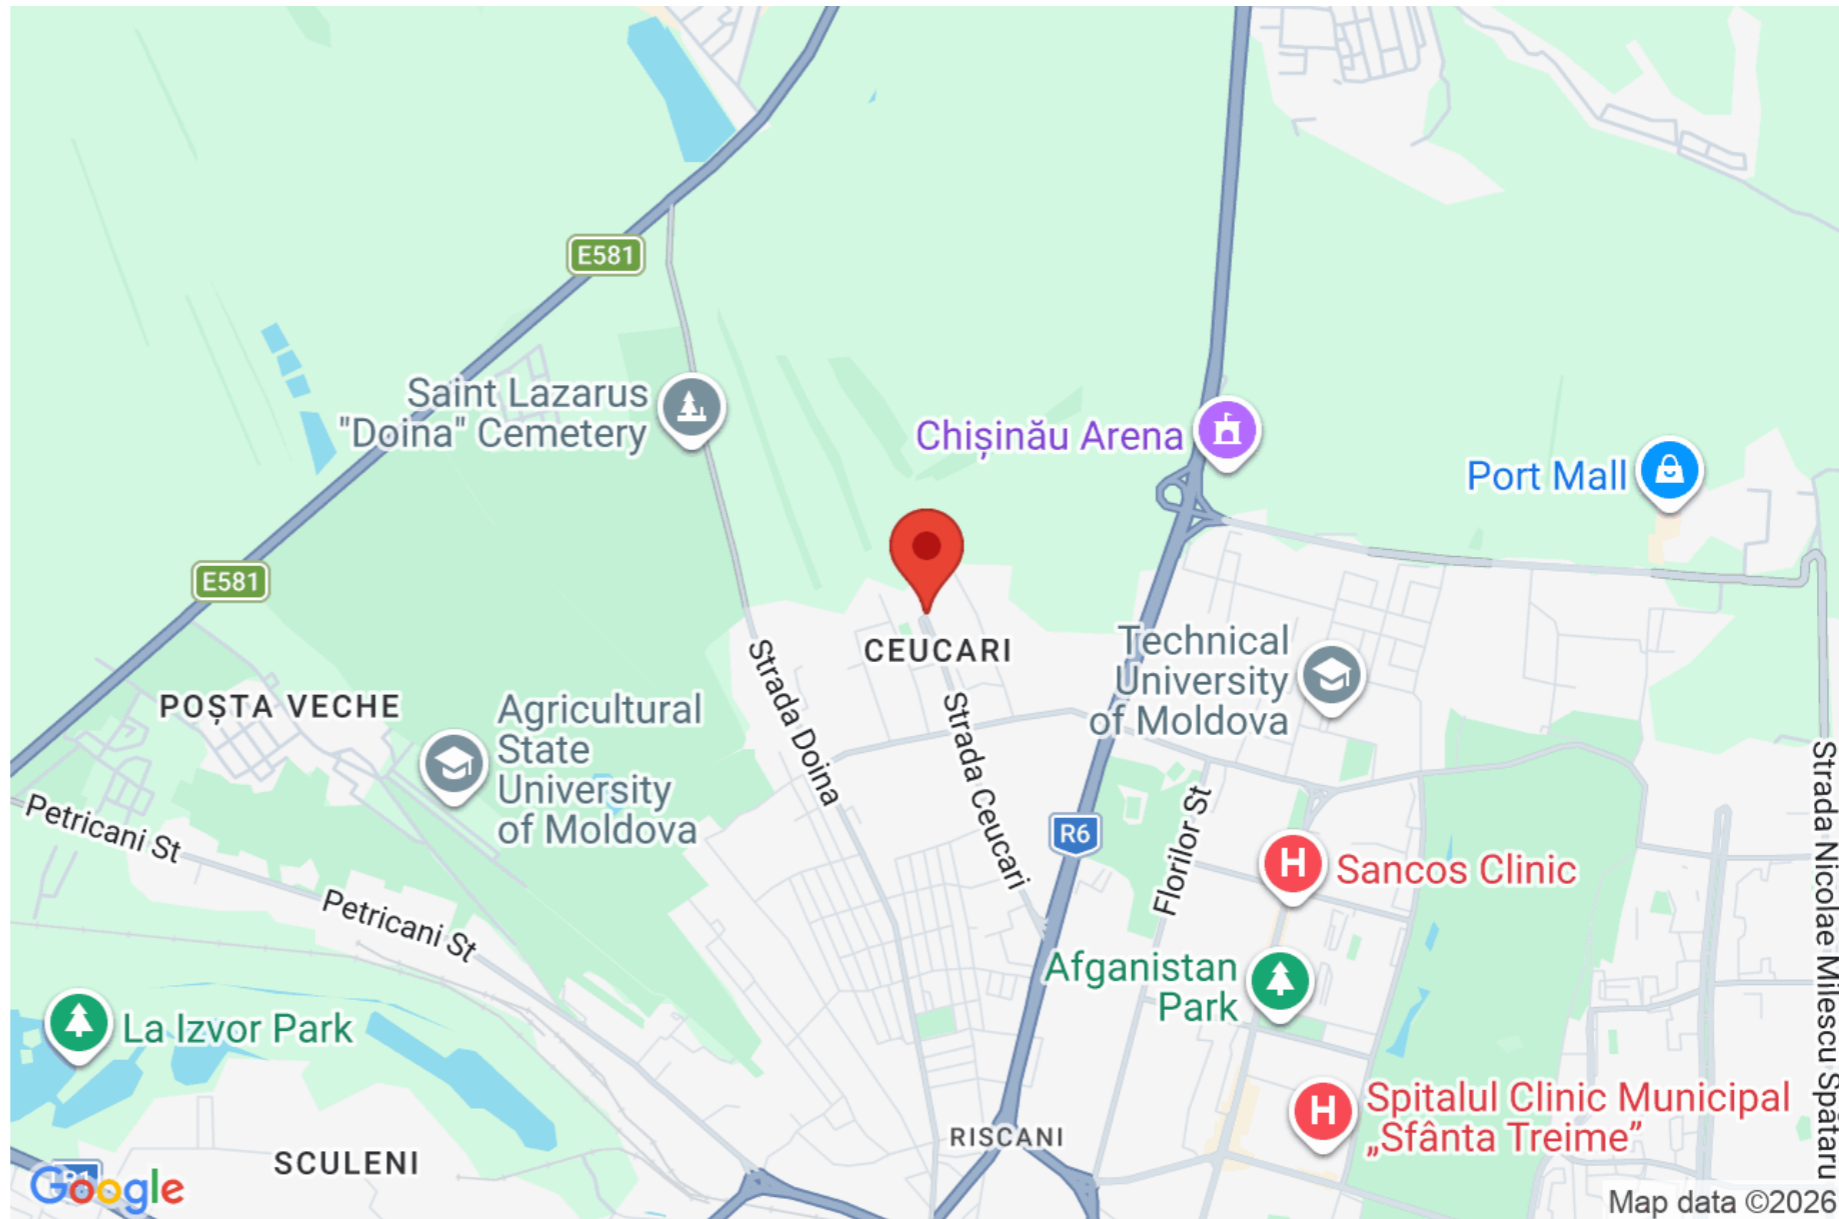 E581
Saint Lazarus
"Doina" Cemetery
Chișinău Arena
Port Mall
E581
CEUCARI
Technical
University
of Moldova
POȘTA VECHE
Agricultural
State
University
of Moldova
Strada Doina
Strada Ceucari
Petricani St
R6
Florilor St
Sancos Clinic
Strada Nicolae Milescu Spătaru
Petricani St
Afganistan
Park
La Izvor Park
Spitalul Clinic Municipal
„Sfânta Treime”
RISCANI
SCULENI
R1
Google
Map data ©2026